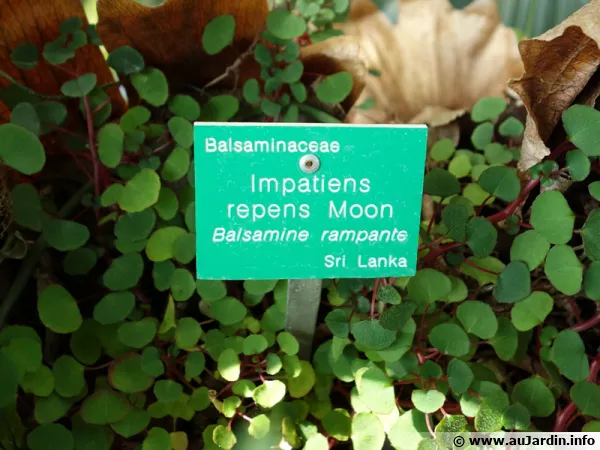 Balsaminaceae
Impatiens
repens Moon
Balsamine rampante
Sri Lanka
www.auJardin.info